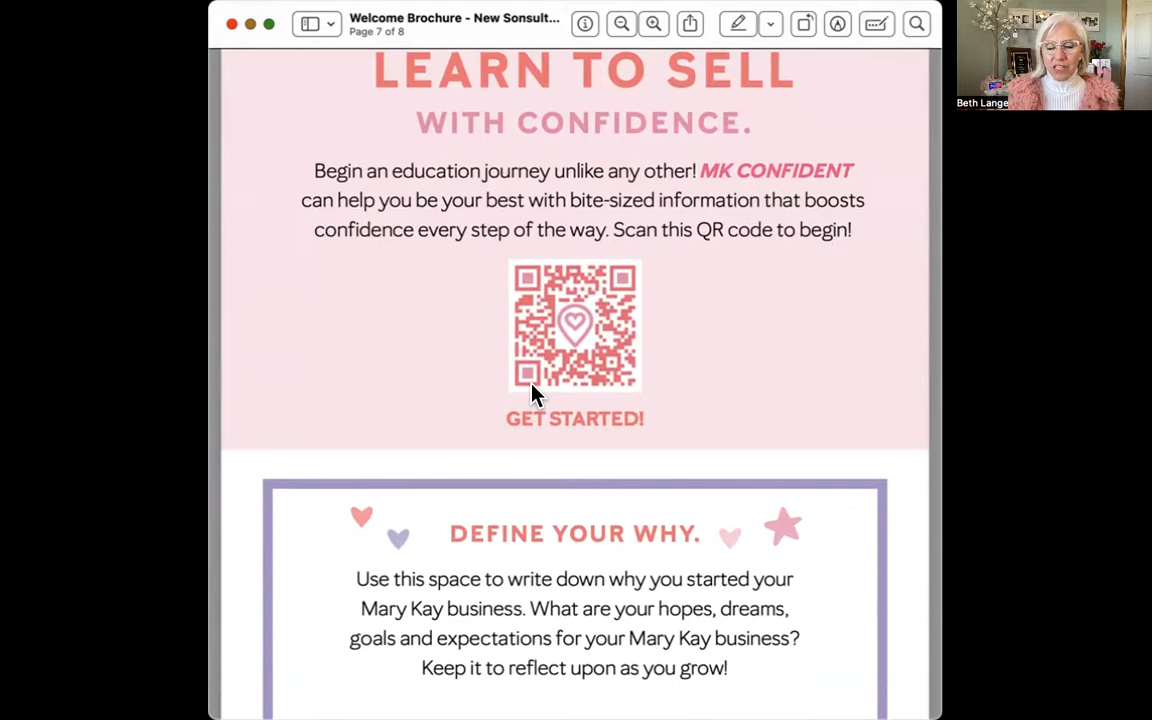 Welcome Brochure - New Sonsult...
Page 7 of 8
Beth Lange
LEARN TO SELL
WITH CONFIDENCE.
Begin an education journey unlike any other! MK CONFIDENT
can help you be your best with bite-sized information that boosts
confidence every step of the way. Scan this QR code to begin!
GET STARTED!
DEFINE YOUR WHY.
Use this space to write down why you started your
Mary Kay business. What are your hopes, dreams,
goals and expectations for your Mary Kay business?
Keep it to reflect upon as you grow!